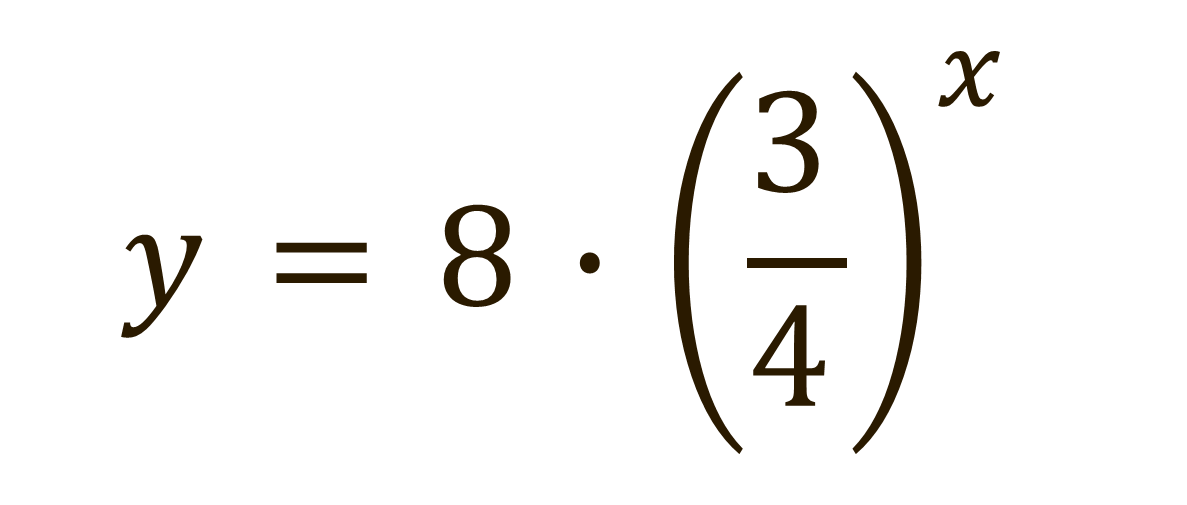 y = 8 · (3/4)^x